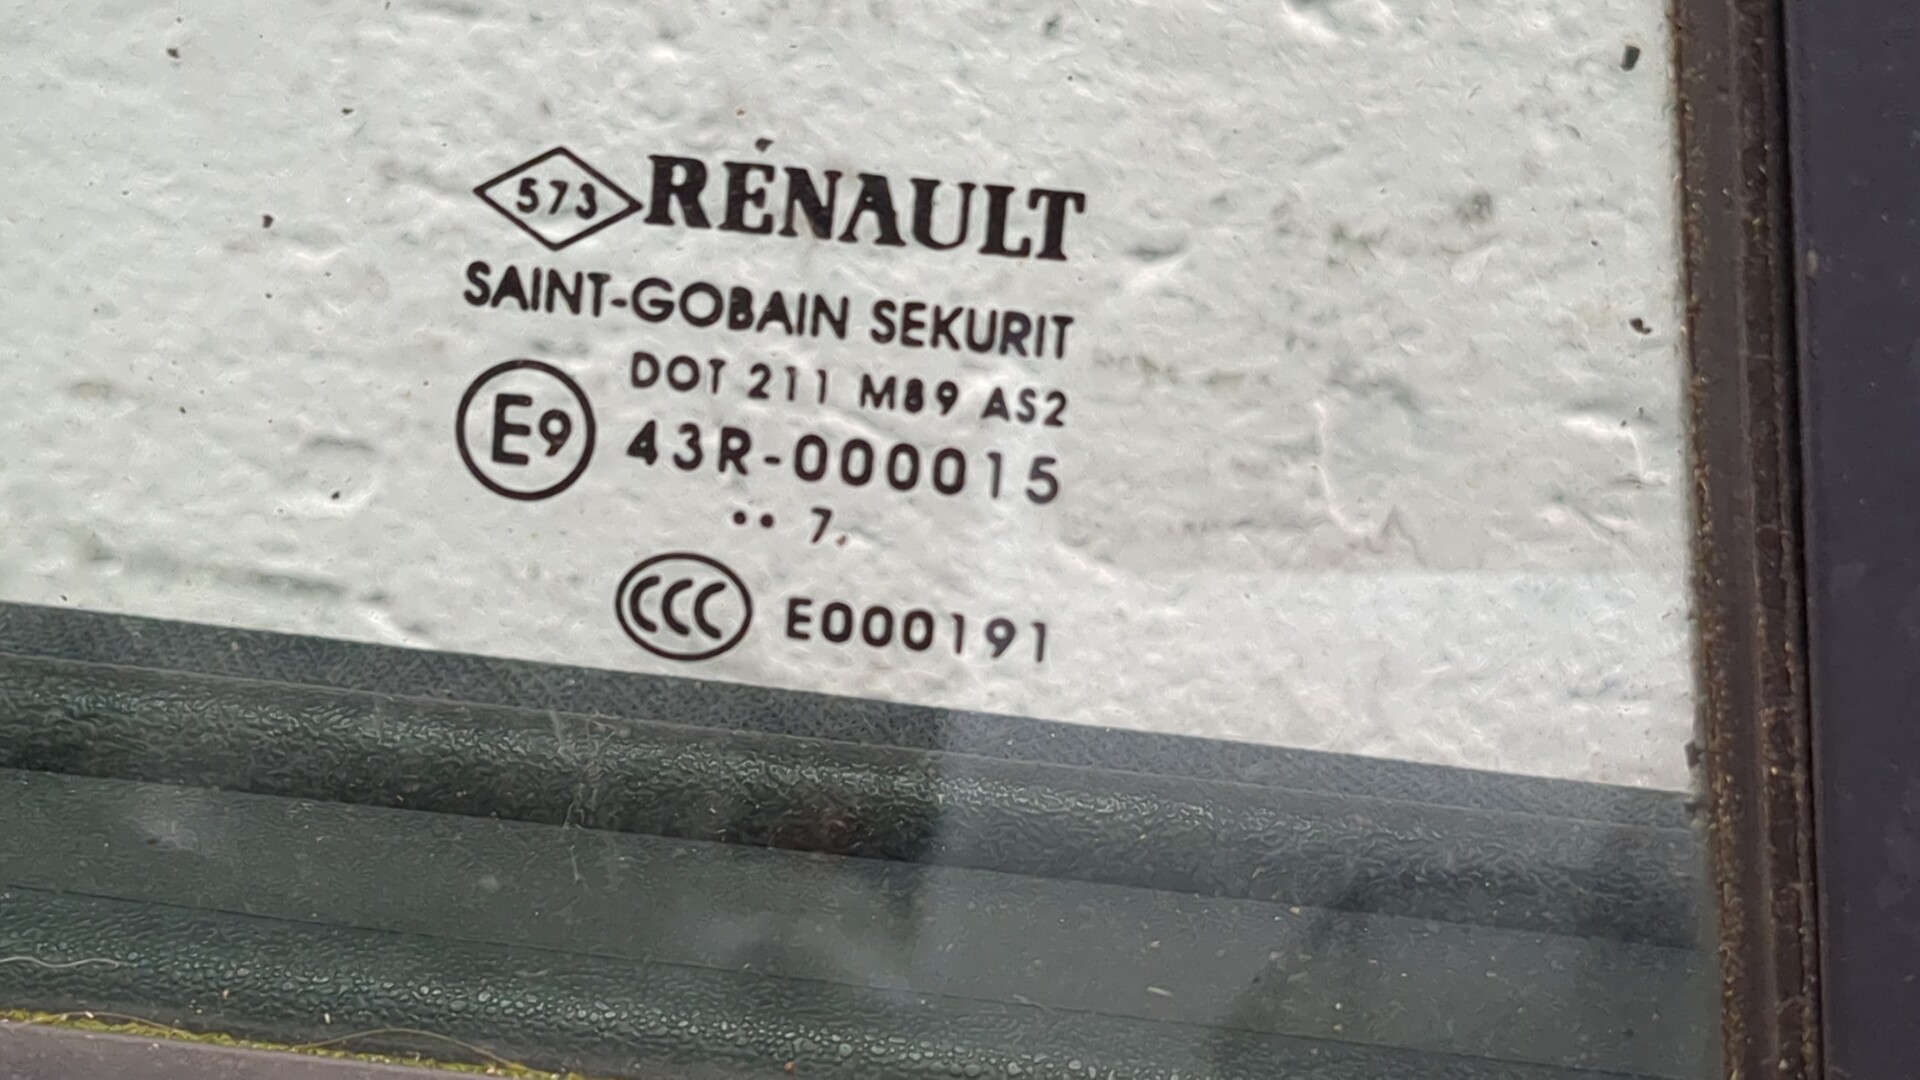 573 RENAULT
SAINT-GOBAIN SEKURIT
DOT 211 M89 AS2
E9 43R-000015
•• 7.
CCC E000191